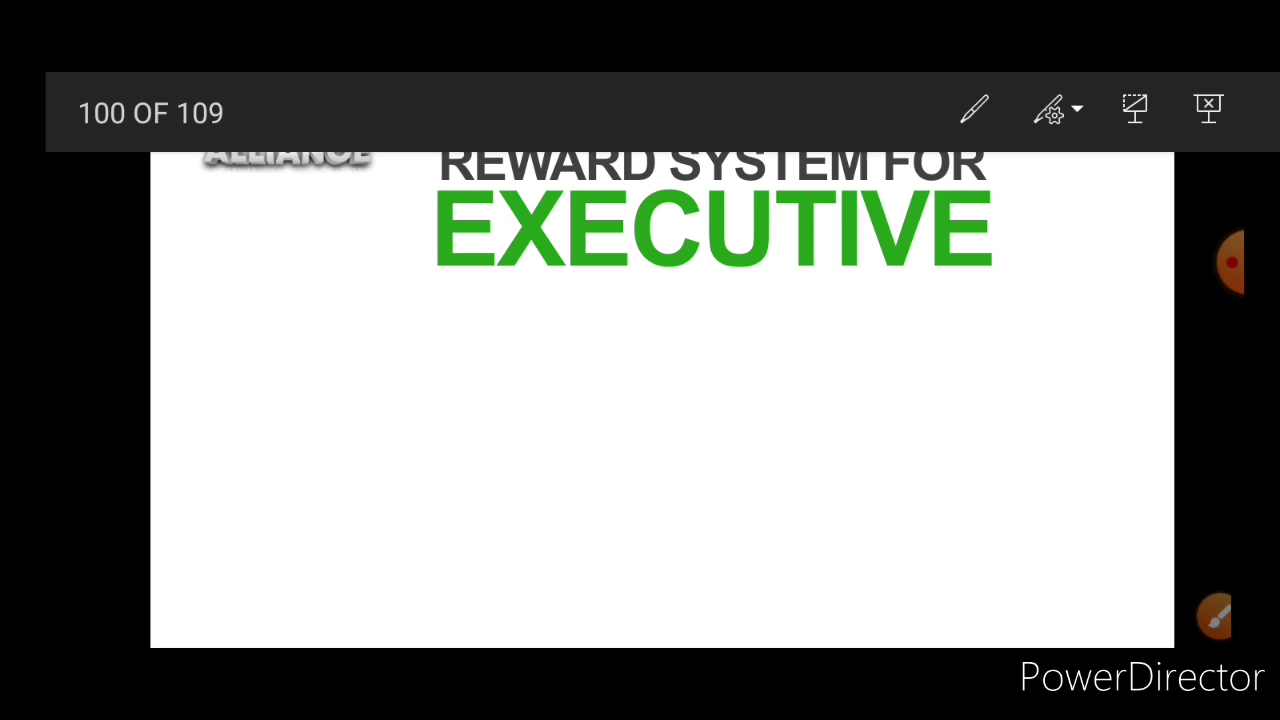 100 OF 109
ALLIANCE
REWARD SYSTEM FOR
EXECUTIVE
PowerDirector